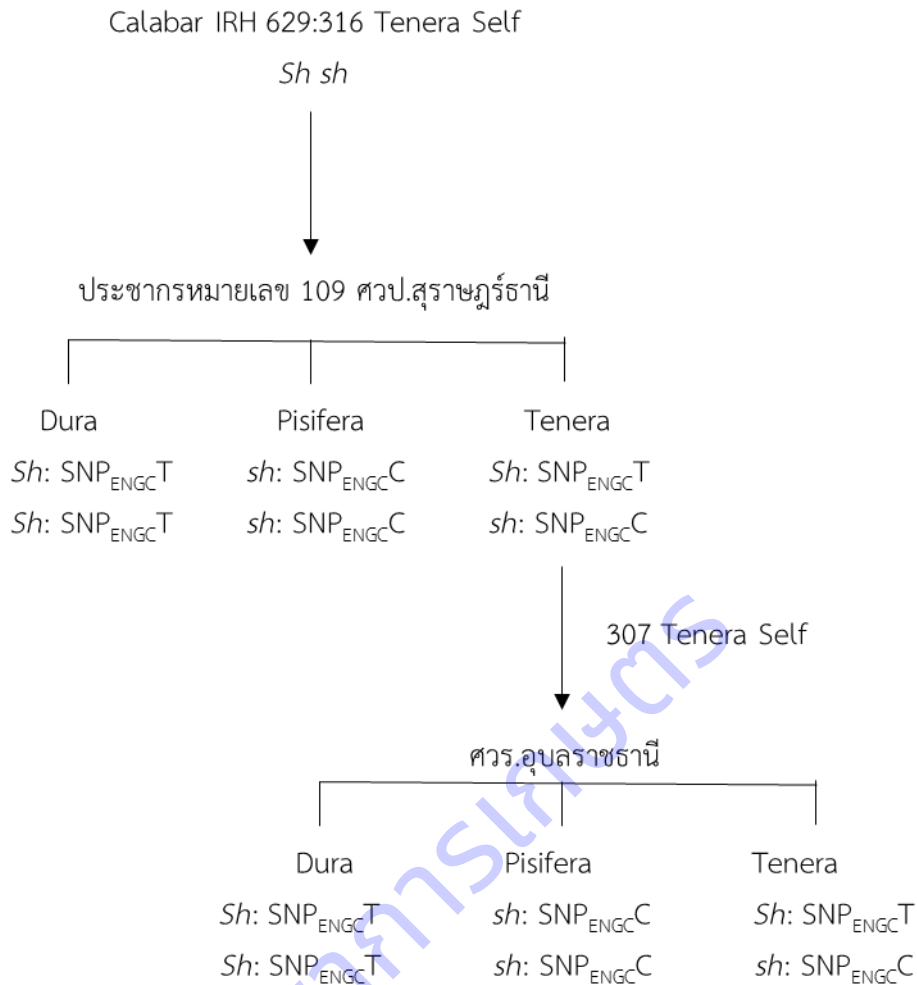 Calabar IRH 629:316 Tenera Self
Sh sh
ประชากรหมายเลข 109 ศวป.สุราษฎร์ธานี
Dura Pisifera Tenera
Sh: SNPENGCT sh: SNPENGCC Sh: SNPENGCT
Sh: SNPENGCT sh: SNPENGCC sh: SNPENGCC
307 Tenera Self
ศวร.อุบลราชธานี
Dura Pisifera Tenera
Sh: SNPENGCT sh: SNPENGCC Sh: SNPENGCT
Sh: SNPENGCT sh: SNPENGCC sh: SNPENGCC